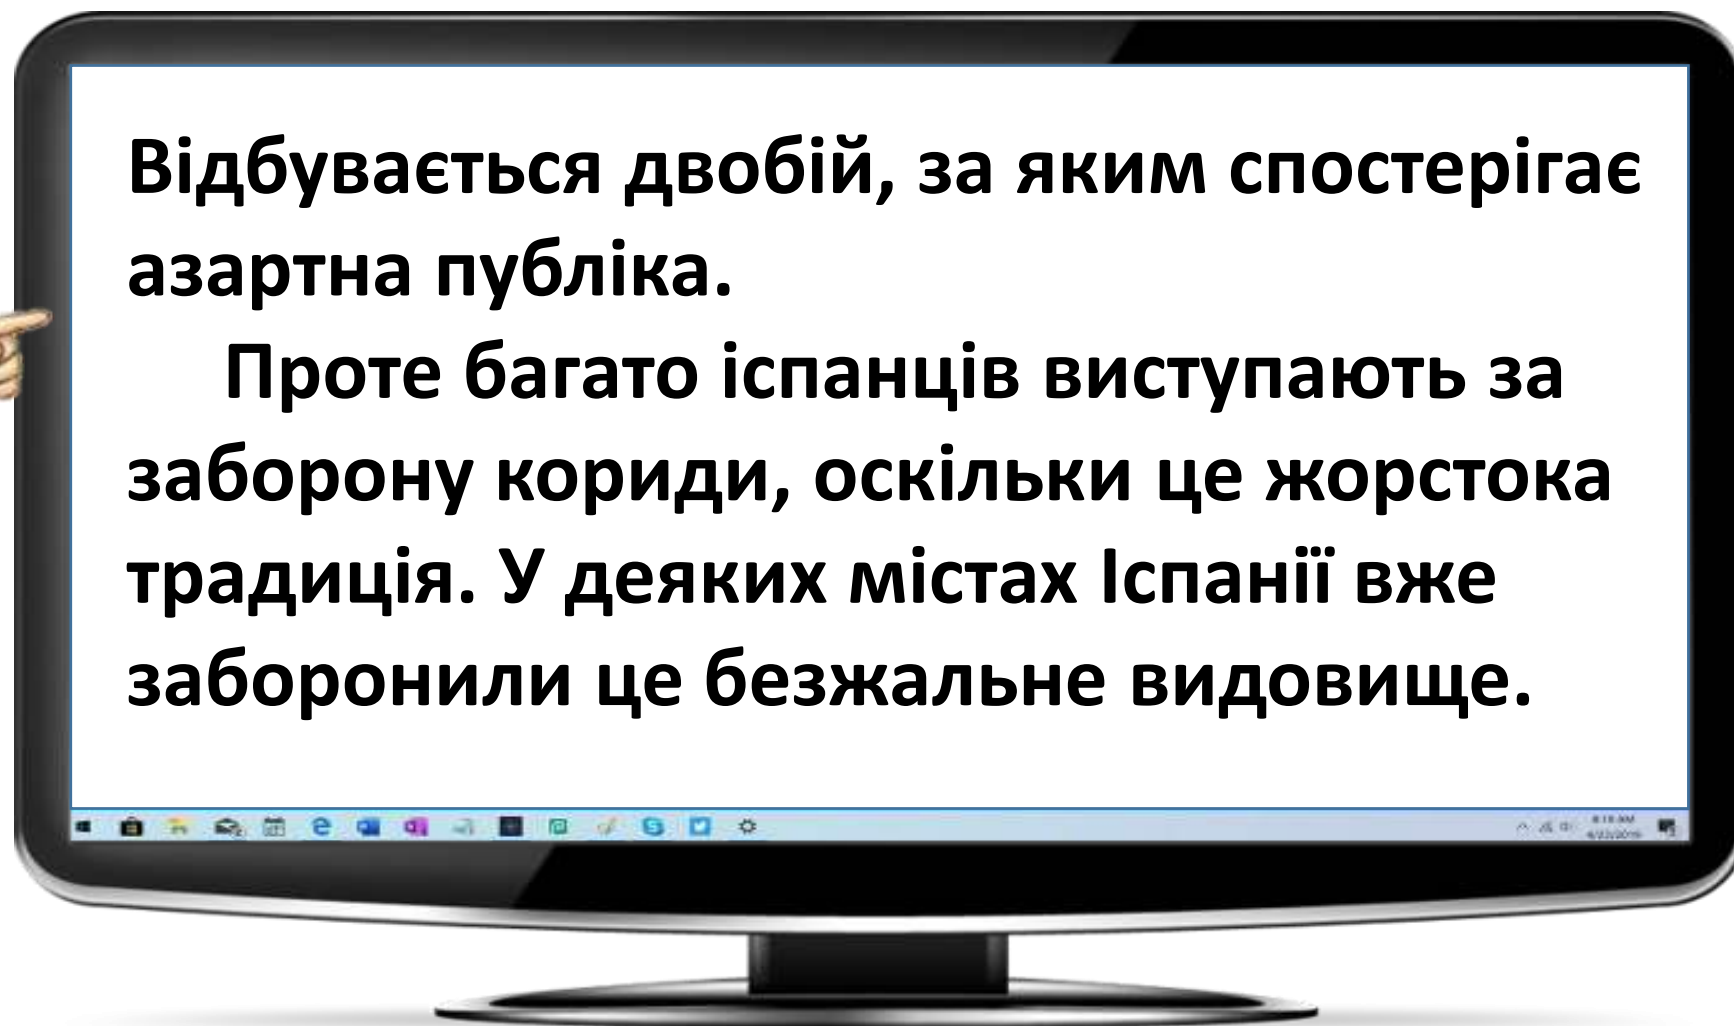 Відбувається двобій, за яким спостерігає
азартна публіка.
Проте багато іспанців виступають за
заборону кориди, оскільки це жорстока
традиція. У деяких містах Іспанії вже
заборонили це безжальне видовище.